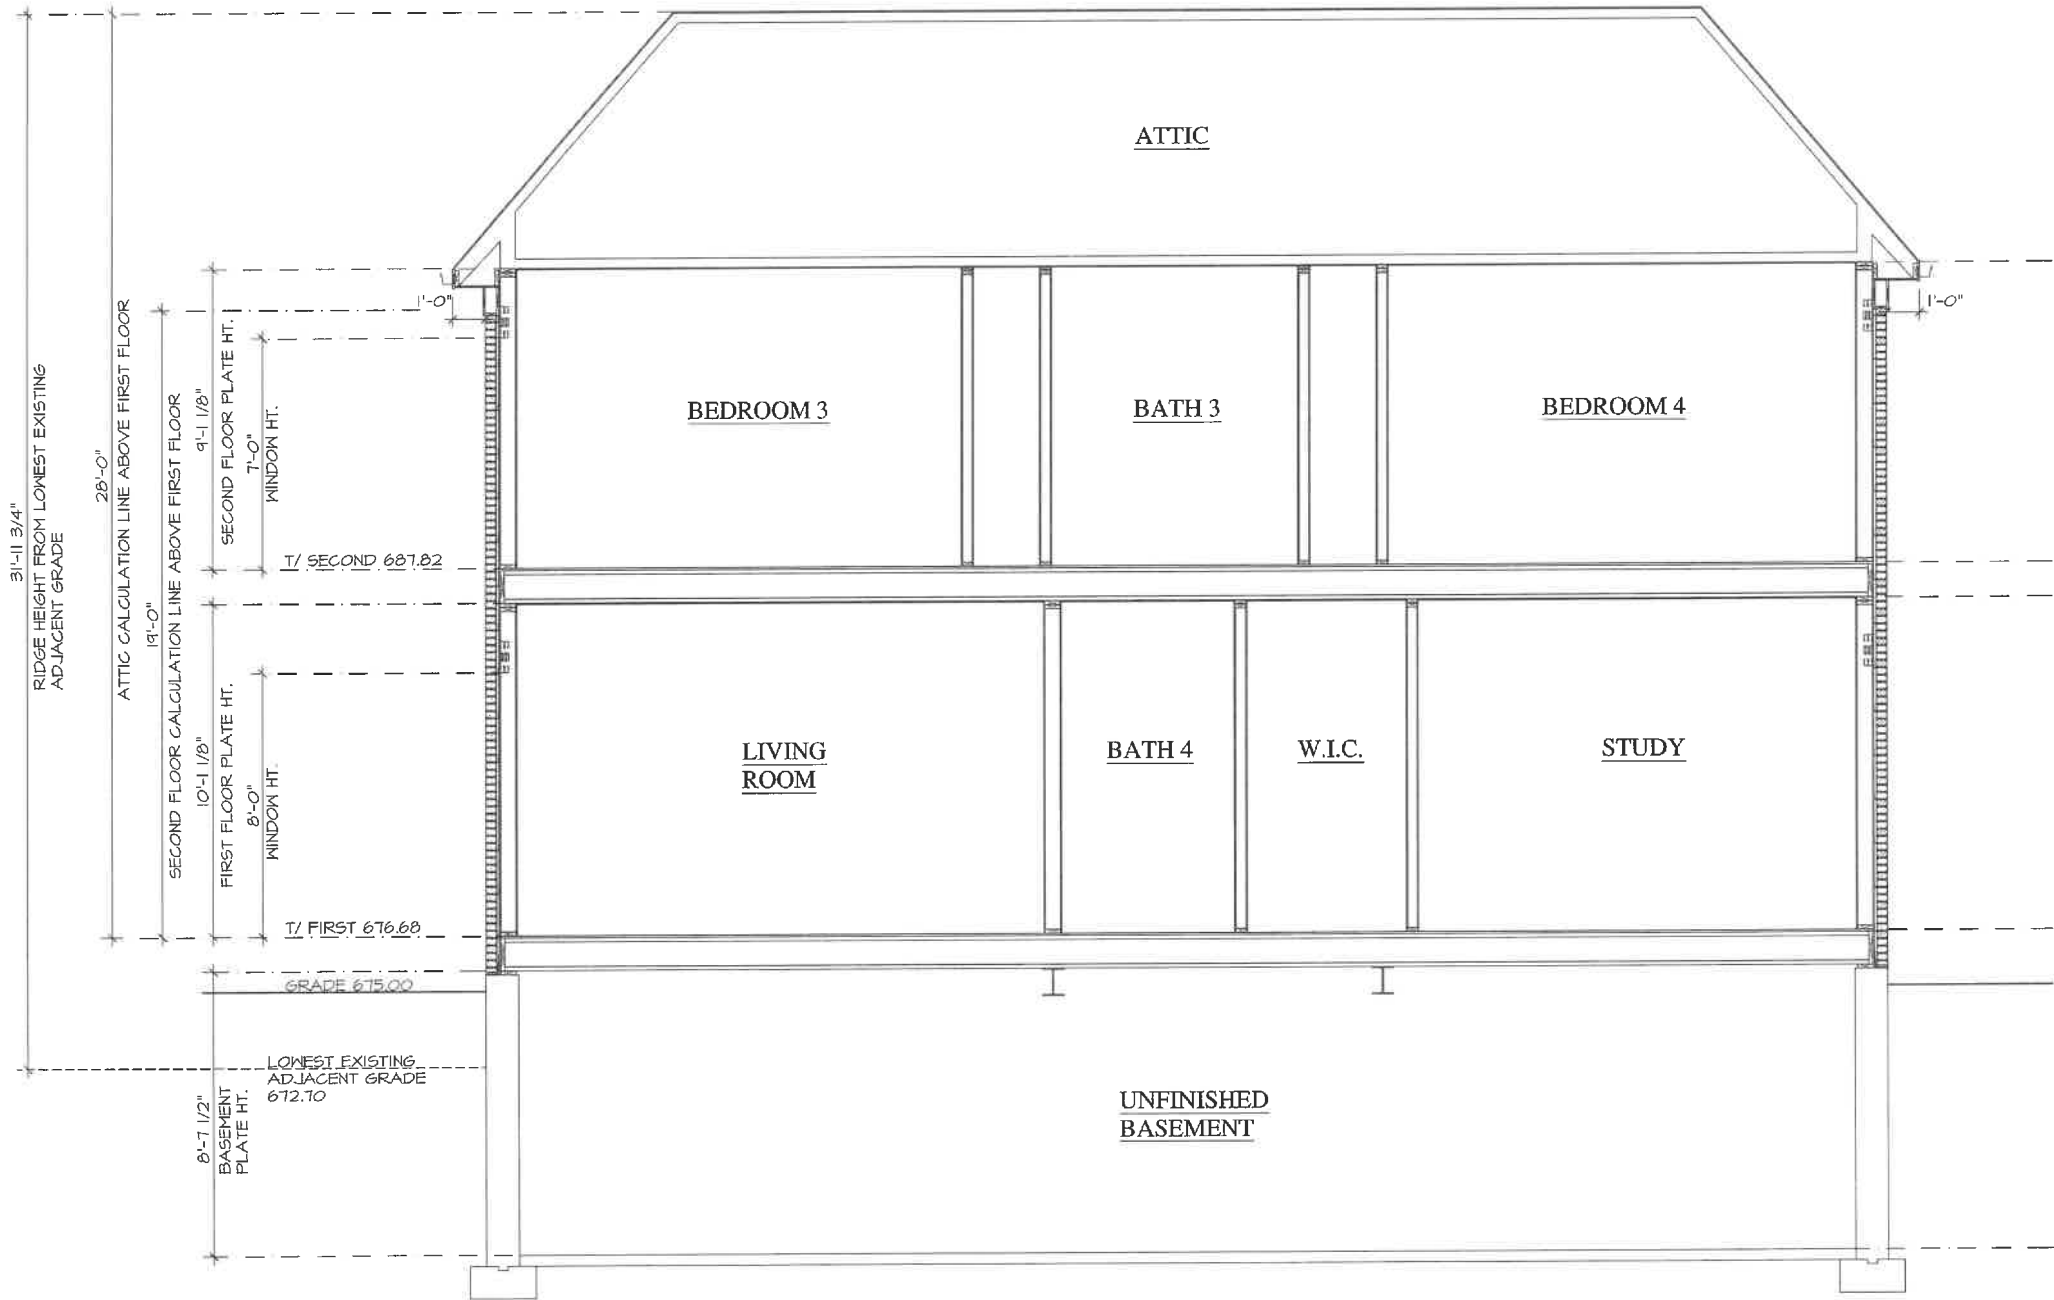 ATTIC
1'-0"
1'-0"
BEDROOM 3
BATH 3
BEDROOM 4
31'-11 3/4"
RIDGE HEIGHT FROM LOWEST EXISTING
ADJACENT GRADE
28'-0"
ATTIC CALCULATION LINE ABOVE FIRST FLOOR
19'-0"
SECOND FLOOR CALCULATION LINE ABOVE FIRST FLOOR
9'-1 1/8"
SECOND FLOOR PLATE HT.
7'-0"
WINDOW HT.
T/ SECOND 687.82
10'-1 1/8"
FIRST FLOOR PLATE HT.
8'-0"
WINDOW HT.
LIVING
ROOM
BATH 4
W.I.C.
STUDY
T/ FIRST 676.68
GRADE 675.00
LOWEST EXISTING
ADJACENT GRADE
672.70
8'-7 1/2"
BASEMENT
PLATE HT.
UNFINISHED
BASEMENT